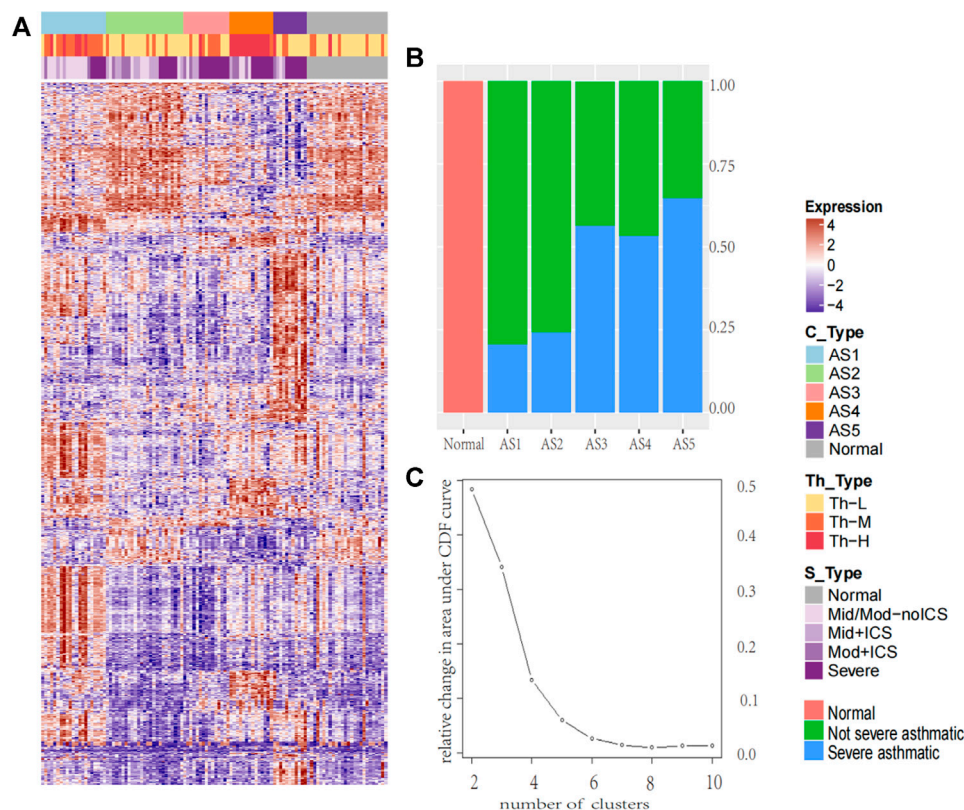 A
B
1.00
0.75
0.50
0.25
0.00
Normal AS1 AS2 AS3 AS4 AS5
C
relative change in area under CDF curve
0.5
0.4
0.3
0.2
0.1
0.0
2 4 6 8 10
number of clusters
Expression
4
2
0
−2
−4
C_Type
AS1
AS2
AS3
AS4
AS5
Normal
Th_Type
Th−L
Th−M
Th−H
S_Type
Normal
Mid/Mod−noICS
Mid+ICS
Mod+ICS
Severe
Normal
Not severe asthmatic
Severe asthmatic